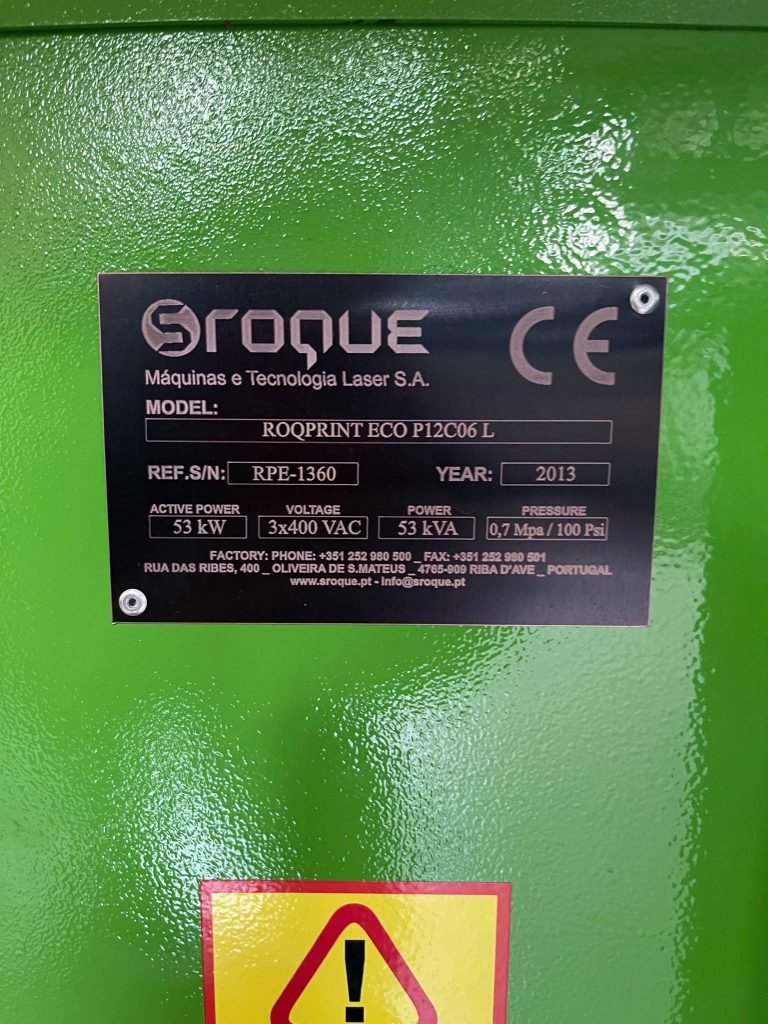 Sroque
CE
Máquinas e Tecnologia Laser S.A.
MODEL:
ROQPRINT ECO P12C06 L
REF.S/N: RPE-1360 YEAR: 2013
ACTIVE POWER VOLTAGE POWER PRESSURE
53 kW 3x400 VAC 53 kVA 0,7 Mpa / 100 Psi
FACTORY: PHONE: +351 252 980 500 _ FAX: +351 252 980 501
RUA DAS RIBES, 400 _ OLIVEIRA DE S.MATEUS _ 4765-909 RIBA D'AVE _ PORTUGAL
www.sroque.pt - info@sroque.pt
!